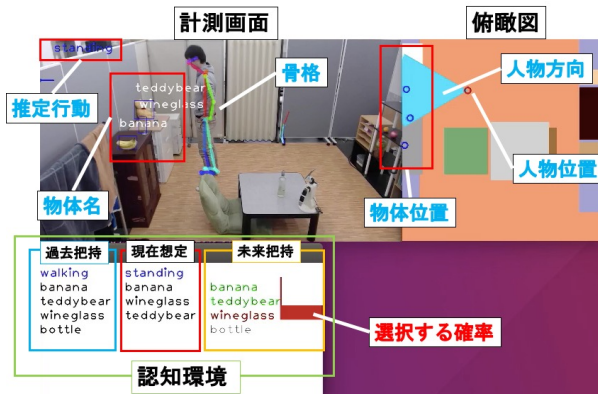 計測画面
俯瞰図
standing
骨格
人物方向
推定行動
teddybear
wineglass
banana
人物位置
物体名
物体位置
過去把持
現在想定
未来把持
walking
banana
teddybear
wineglass
bottle
standing
banana
wineglass
teddybear
banana
teddybear
wineglass
bottle
選択する確率
認知環境